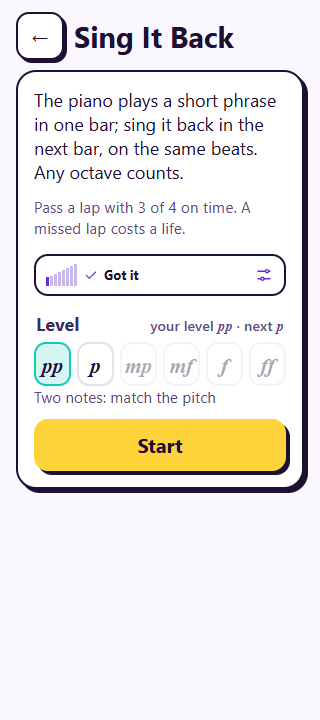 ← Sing It Back
The piano plays a short phrase
in one bar; sing it back in the
next bar, on the same beats.
Any octave counts.
Pass a lap with 3 of 4 on time. A
missed lap costs a life.
✓ Got it
Level your level pp · next p
pp p mp mf f ff
Two notes: match the pitch
Start